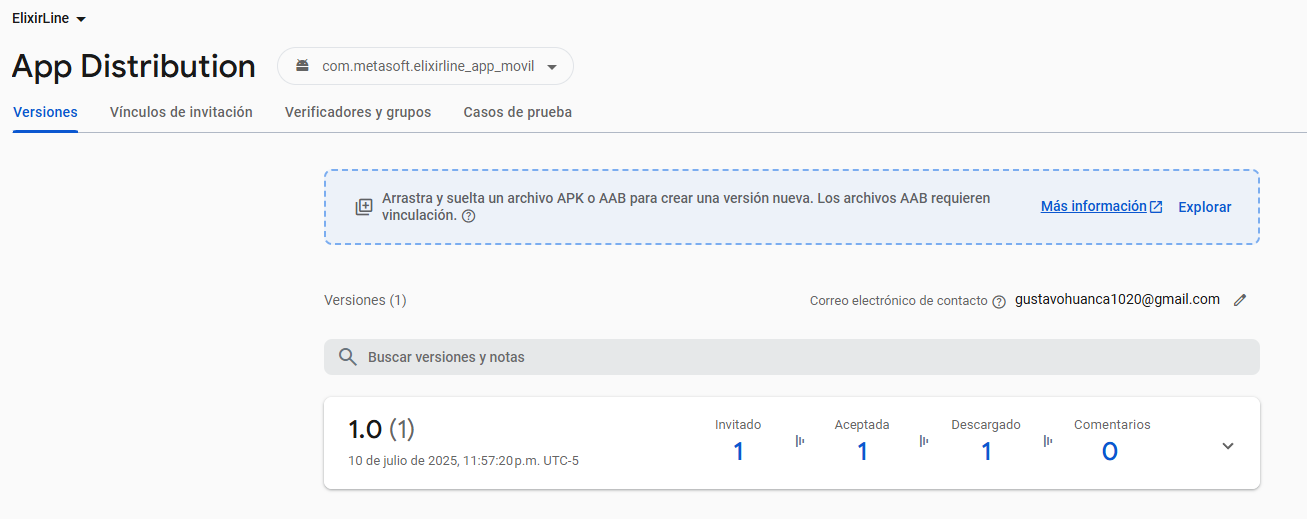 ElixirLine
App Distribution
com.metasoft.elixirline_app_movil
Versiones
Vínculos de invitación
Verificadores y grupos
Casos de prueba
Arrastra y suelta un archivo APK o AAB para crear una versión nueva. Los archivos AAB requieren
vinculación.
Más información
Explorar
Versiones (1)
Correo electrónico de contacto
gustavohuanca1020@gmail.com
Buscar versiones y notas
1.0 (1)
10 de julio de 2025, 11:57:20 p.m. UTC-5
Invitado
1
Aceptada
1
Descargado
1
Comentarios
0